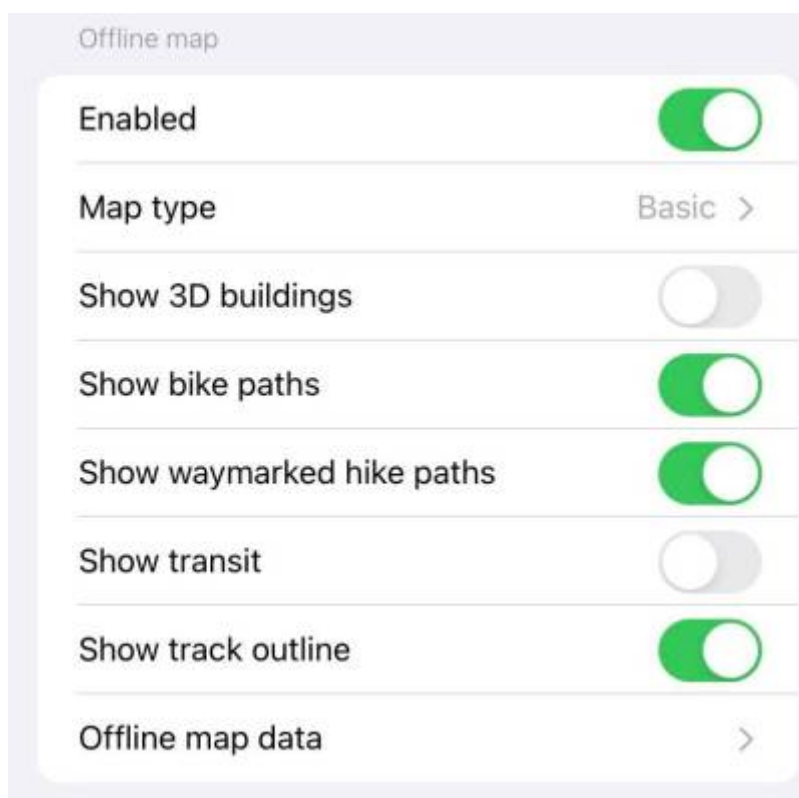 Offline map
Enabled
Map type Basic
Show 3D buildings
Show bike paths
Show waymarked hike paths
Show transit
Show track outline
Offline map data